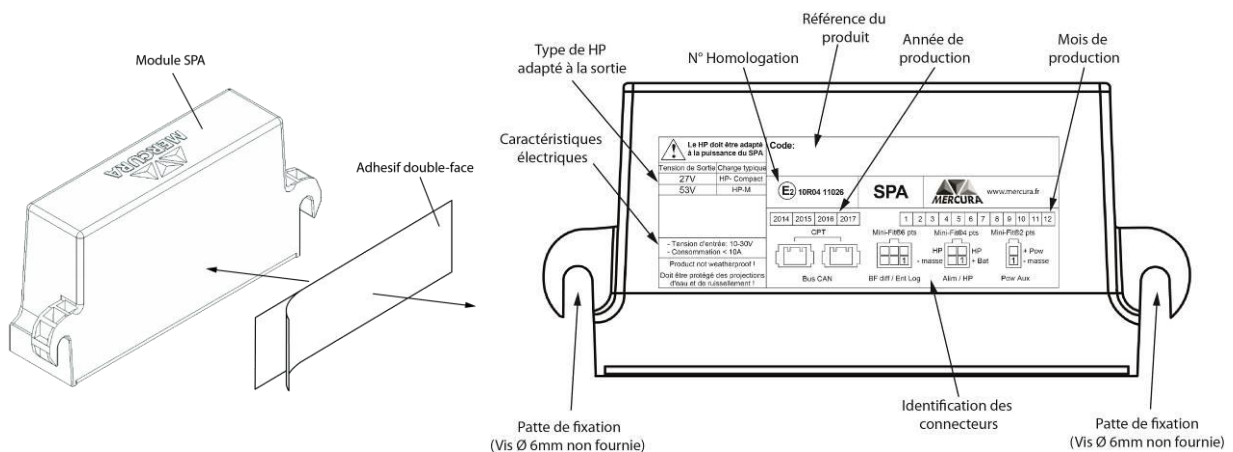 Module SPA
MERCURA
Adhesif double-face
Référence du
produit
Type de HP
adapté à la sortie
N° Homologation
Année de
production
Mois de
production
Caractéristiques
électriques
Le HP doit être adapté
à la puissance du SPA
Code:
Tension de Sortie Charge typique
27V HP- Compact
53V HP-M
E2 10R04 11026 SPA MERCURA www.mercura.fr
2014 2015 2016 2017 1 2 3 4 5 6 7 8 9 10 11 12
CPT Mini-Fit®6 pts Mini-Fit®4 pts Mini-Fit®2 pts
- Tension d'entrée: 10-30V
- Consommation < 10A
HP HP + Pow
1 - masse 1 + Bat 1 - masse
Product not weatherproof !
Doit être protégé des projections
d'eau et de ruissellement !
Bus CAN BF diff / Ent Log Alim / HP Pow Aux
Patte de fixation
(Vis Ø 6mm non fournie)
Identification des
connecteurs
Patte de fixation
(Vis Ø 6mm non fournie)